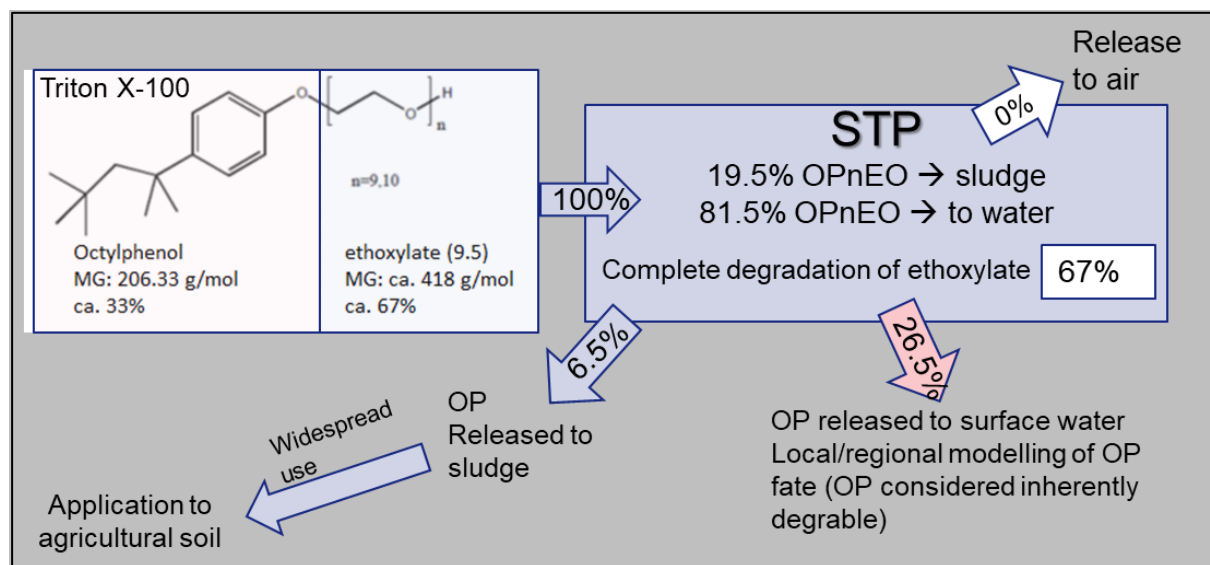 Triton X-100
O
O
H
n
n=9,10
Octylphenol
MG: 206.33 g/mol
ca. 33%
ethoxylate (9.5)
MG: ca. 418 g/mol
ca. 67%
100%
STP
19.5% OPnEO → sludge
81.5% OPnEO → to water
Complete degradation of ethoxylate
67%
0%
Release
to air
6.5%
26.5%
OP
Released to
sludge
Widespread
use
Application to
agricultural soil
OP released to surface water
Local/regional modelling of OP
fate (OP considered inherently
degrable)